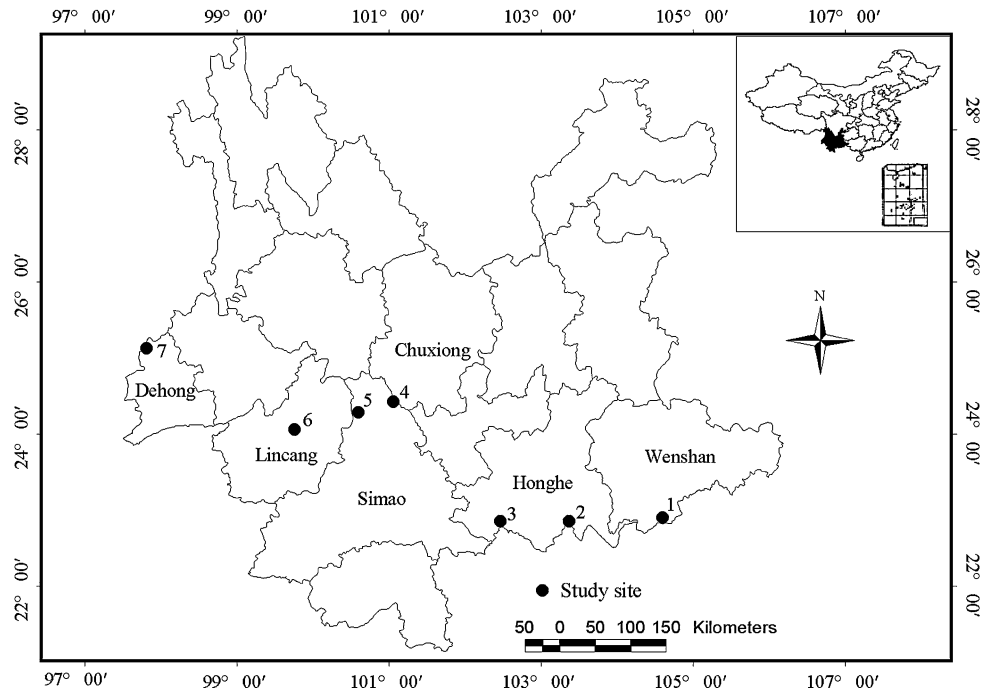 97° 00′ 99° 00′ 101° 00′ 103° 00′ 105° 00′ 107° 00′
28° 00′
28° 00′
26° 00′
26° 00′
N
7
Chuxiong
Dehong
4
5
6
24° 00′
24° 00′
Lincang
Wenshan
Honghe
Simao
1
2
3
22° 00′
22° 00′
Study site
50 0 50 100 150 Kilometers
97° 00′ 99° 00′ 101° 00′ 103° 00′ 105° 00′ 107° 00′